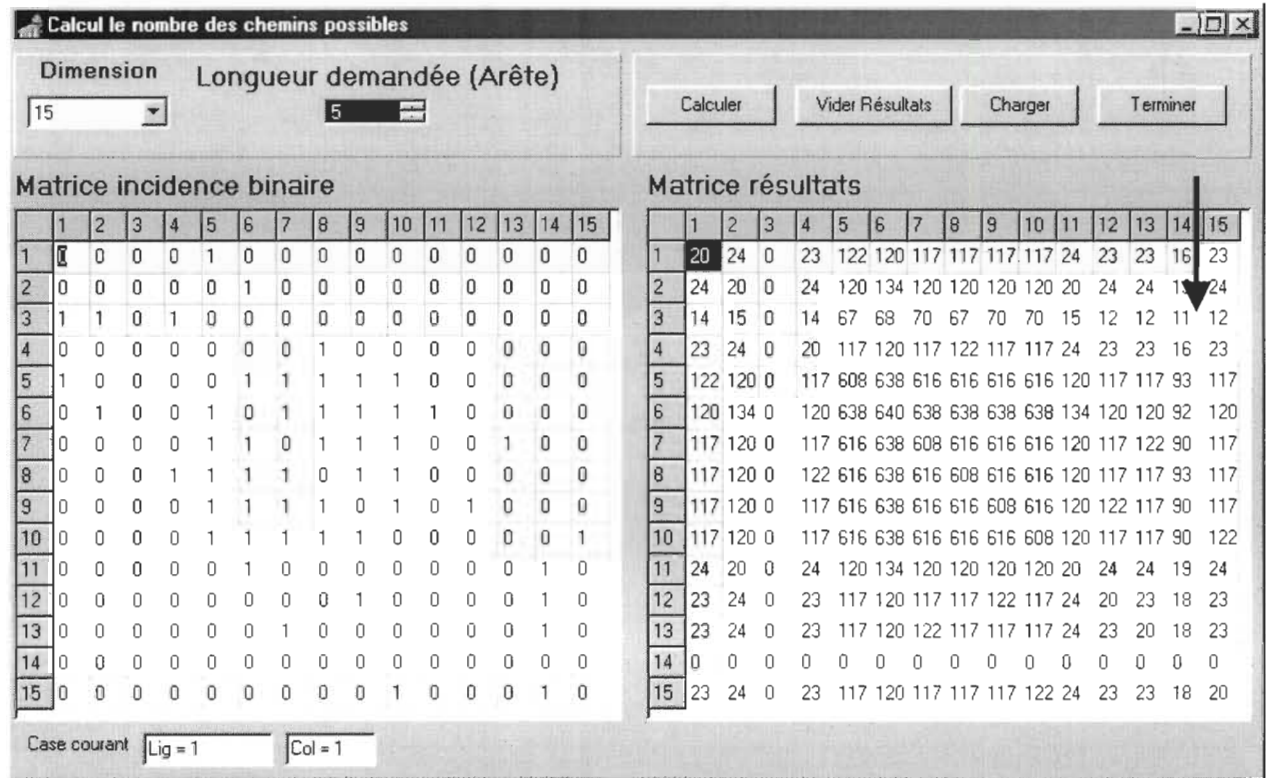 Calcul le nombre des chemins possibles
Dimension
Longueur demandée (Arête)
15
5
Calculer Vider Résultats Charger Terminer
Matrice incidence binaire
1 2 3 4 5 6 7 8 9 10 11 12 13 14 15
1 0 0 0 0 1 0 0 0 0 0 0 0 0 0 0
2 0 0 0 0 0 1 0 0 0 0 0 0 0 0 0
3 1 1 0 1 0 0 0 0 0 0 0 0 0 0 0
4 0 0 0 0 0 0 0 1 0 0 0 0 0 0 0
5 1 0 0 0 0 1 1 1 1 1 0 0 0 0 0
6 0 1 0 0 1 0 1 1 1 1 1 0 0 0 0
7 0 0 0 0 1 1 0 1 1 1 0 0 1 0 0
8 0 0 0 1 1 1 1 0 1 1 0 0 0 0 0
9 0 0 0 0 1 1 1 1 0 1 0 1 0 0 0
10 0 0 0 0 1 1 1 1 1 0 0 0 0 0 1
11 0 0 0 0 0 1 0 0 0 0 0 0 0 1 0
12 0 0 0 0 0 0 0 0 1 0 0 0 0 1 0
13 0 0 0 0 0 0 1 0 0 0 0 0 0 1 0
14 0 0 0 0 0 0 0 0 0 0 0 0 0 0 0
15 0 0 0 0 0 0 0 0 0 1 0 0 0 1 0
Matrice résultats
1 2 3 4 5 6 7 8 9 10 11 12 13 14 15
1 20 24 0 23 122 120 117 117 117 117 24 23 23 16 23
2 24 20 0 24 120 134 120 120 120 120 20 24 24 24
3 14 15 0 14 67 68 70 67 70 70 15 12 12 11 12
4 23 24 0 20 117 120 117 122 117 117 24 23 23 16 23
5 122 120 0 117 608 638 616 616 616 616 120 117 117 93 117
6 120 134 0 120 638 640 638 638 638 638 134 120 120 92 120
7 117 120 0 117 616 638 608 616 616 616 120 117 122 90 117
8 117 120 0 122 616 638 616 608 616 616 120 117 117 93 117
9 117 120 0 117 616 638 616 616 608 616 120 122 117 90 117
10 117 120 0 117 616 638 616 616 616 608 120 117 117 90 122
11 24 20 0 24 120 134 120 120 120 120 20 24 24 19 24
12 23 24 0 23 117 120 117 117 122 117 24 20 23 18 23
13 23 24 0 23 117 120 122 117 117 117 24 23 20 18 23
14 0 0 0 0 0 0 0 0 0 0 0 0 0 0 0
15 23 24 0 23 117 120 117 117 117 122 24 23 23 18 20
Case courant Lig = 1 Col = 1